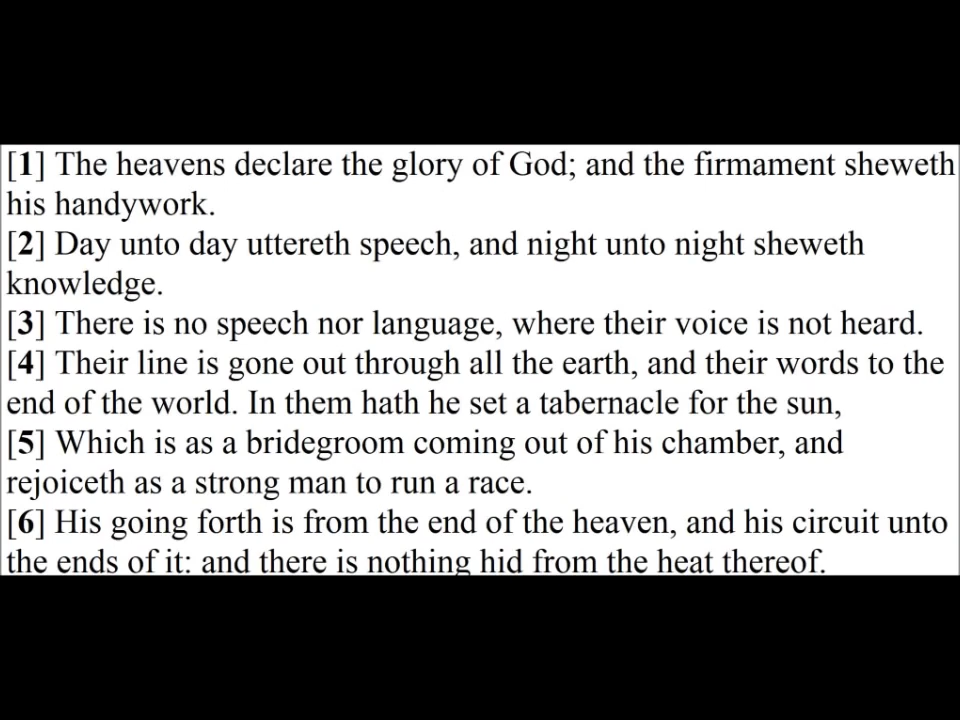 [1] The heavens declare the glory of God; and the firmament sheweth
his handywork.
[2] Day unto day uttereth speech, and night unto night sheweth
knowledge.
[3] There is no speech nor language, where their voice is not heard.
[4] Their line is gone out through all the earth, and their words to the
end of the world. In them hath he set a tabernacle for the sun,
[5] Which is as a bridegroom coming out of his chamber, and
rejoiceth as a strong man to run a race.
[6] His going forth is from the end of the heaven, and his circuit unto
the ends of it: and there is nothing hid from the heat thereof.